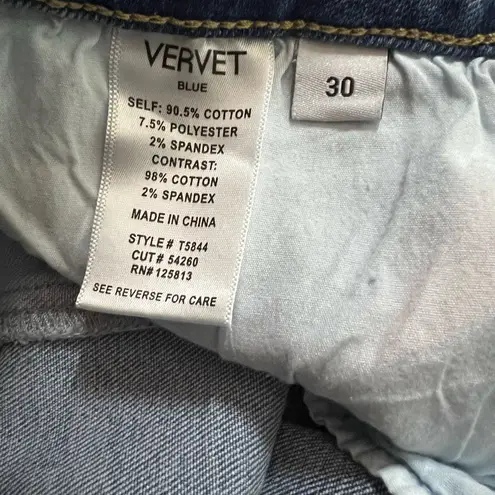 VERVET
BLUE
SELF: 90.5% COTTON
7.5% POLYESTER
2% SPANDEX
CONTRAST:
98% COTTON
2% SPANDEX
MADE IN CHINA
STYLE# T5844
CUT# 54260
RN#125813
SEE REVERSE FOR CARE
30